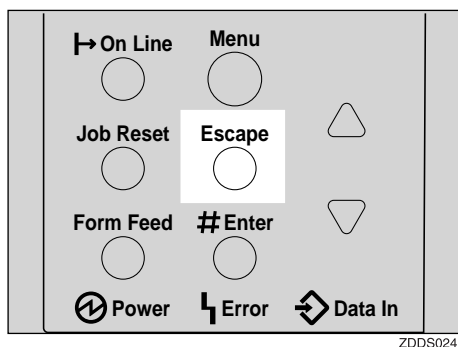 On Line Menu
Job Reset Escape
Form Feed # Enter
Power Error Data In
ZDDS024